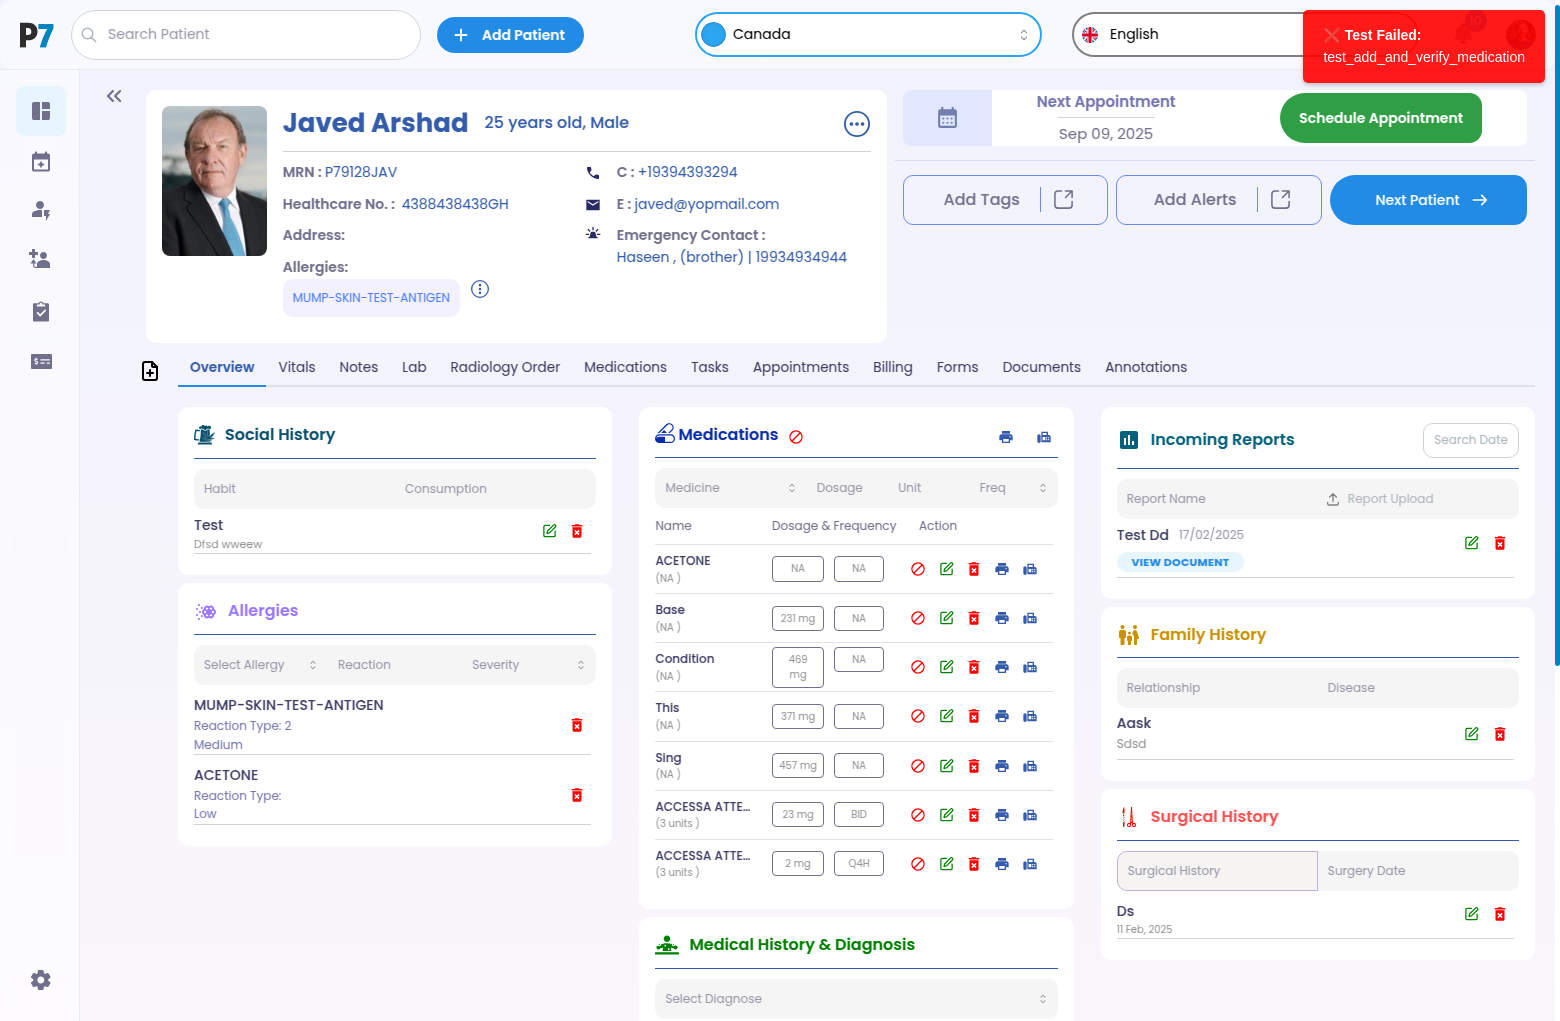 P7
Search Patient
Add Patient
Canada
English
10
❌ Test Failed:
test_add_and_verify_medication
Javed Arshad
25 years old, Male
MRN : P79128JAV
Healthcare No. : 4388438438GH
Address:
Allergies:
MUMP-SKIN-TEST-ANTIGEN
C : +19394393294
E : javed@yopmail.com
Emergency Contact :
Haseen , (brother) | 19934934944
Next Appointment
Sep 09, 2025
Schedule Appointment
Add Tags
Add Alerts
Next Patient
Overview
Vitals
Notes
Lab
Radiology Order
Medications
Tasks
Appointments
Billing
Forms
Documents
Annotations
Social History
Habit
Consumption
Test
Dfsd wweew
Allergies
Select Allergy
Reaction
Severity
MUMP-SKIN-TEST-ANTIGEN
Reaction Type: 2
Medium
ACETONE
Reaction Type:
Low
Medications
Medicine
Dosage
Unit
Freq
Name
Dosage & Frequency
Action
ACETONE
(NA )
NA
NA
Base
(NA )
231 mg
NA
Condition
(NA )
469
mg
NA
This
(NA )
371 mg
NA
Sing
(NA )
457 mg
NA
ACCESSA ATTE...
(3 units )
23 mg
BID
ACCESSA ATTE...
(3 units )
2 mg
Q4H
Medical History & Diagnosis
Select Diagnose
Incoming Reports
Search Date
Report Name
Report Upload
Test Dd 17/02/2025
VIEW DOCUMENT
Family History
Relationship
Disease
Aask
Sdsd
Surgical History
Surgical History
Surgery Date
Ds
11 Feb, 2025